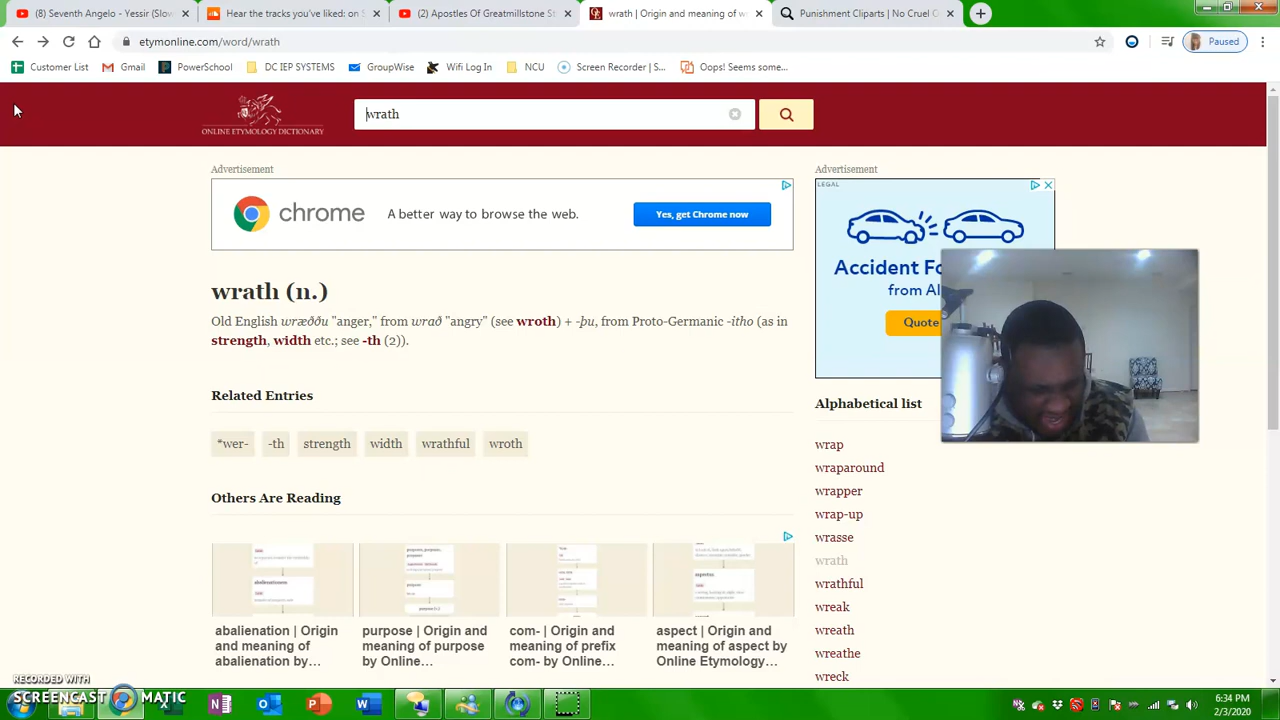 (8) Seventh Angelo - Yessir (Slow
Hear the tracks you've liked on S
(2) Apostles Of Christ Allston - Y
wrath | Origin and meaning of w
Punishment Cliparts - Cruel C
etymonline.com/word/wrath
Paused
Customer List
Gmail
PowerSchool
DC IEP SYSTEMS
GroupWise
Wifi Log In
NCU
Screen Recorder | S...
Oops! Seems some...
ONLINE ETYMOLOGY DICTIONARY
wrath
Advertisement
Advertisement
LEGAL
chrome
A better way to browse the web.
Yes, get Chrome now
Accident Fo
from Al
Quote
wrath (n.)
Old English wræððu "anger," from wrað "angry" (see wroth) + -þu, from Proto-Germanic -itho (as in
strength, width etc.; see -th (2)).
Related Entries
*wer-
-th
strength
width
wrathful
wroth
Alphabetical list
wrap
wraparound
wrapper
wrap-up
wrasse
wrath
wrathful
wreak
wreath
wreathe
wreck
Others Are Reading
abalienation | Origin
and meaning of
abalienation by...
purpose | Origin and
meaning of purpose
by Online...
com- | Origin and
meaning of prefix
com- by Online...
aspect | Origin and
meaning of aspect by
Online Etymology...
RECORDED WITH
SCREENCAST MATIC
6:34 PM
2/3/2020